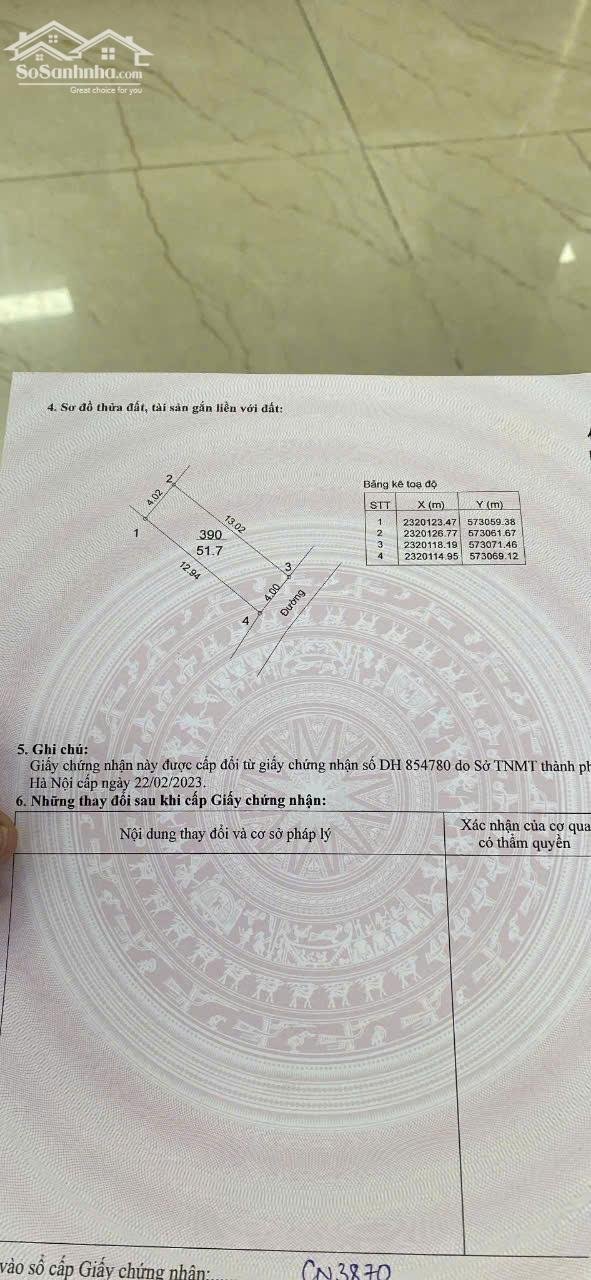 SoSanhnha.com
Great choice for you
4. Sơ đồ thửa đất, tài sản gắn liền với đất:
Bảng kê toạ độ
STT X (m) Y (m)
1 2320123.47 573059.38
2 2320126.77 573061.67
3 2320118.19 573071.46
4 2320114.95 573069.12
2
4.02
13.02
1
390
51.7
12.94
3
4.00
Đường
4
5. Ghi chú:
Giấy chứng nhận này được cấp đổi từ giấy chứng nhận số DH 854780 do Sở TNMT thành ph
Hà Nội cấp ngày 22/02/2023.
6. Những thay đổi sau khi cấp Giấy chứng nhận:
Nội dung thay đổi và cơ sở pháp lý
Xác nhận của cơ qua
có thẩm quyền
vào sổ cấp Giấy chứng nhận:.... CN3870